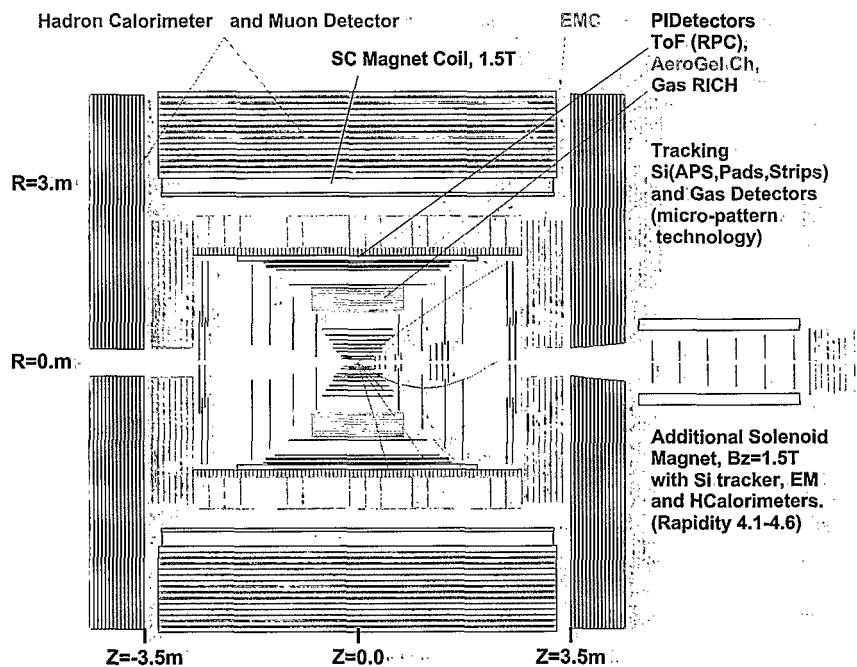 Hadron Calorimeter and Muon Detector
EMC
SC Magnet Coil, 1.5T
PIDetectors
ToF (RPC),
AeroGel Ch,
Gas RICH
R=3.m
Tracking
Si(APS,Pads,Strips)
and Gas Detectors
(micro-pattern
technology)
R=0.m
Additional Solenoid
Magnet, Bz=1.5T
with Si tracker, EM
and HCalorimeters.
(Rapidity 4.1-4.6)
Z=-3.5m
Z=0.0
Z=3.5m